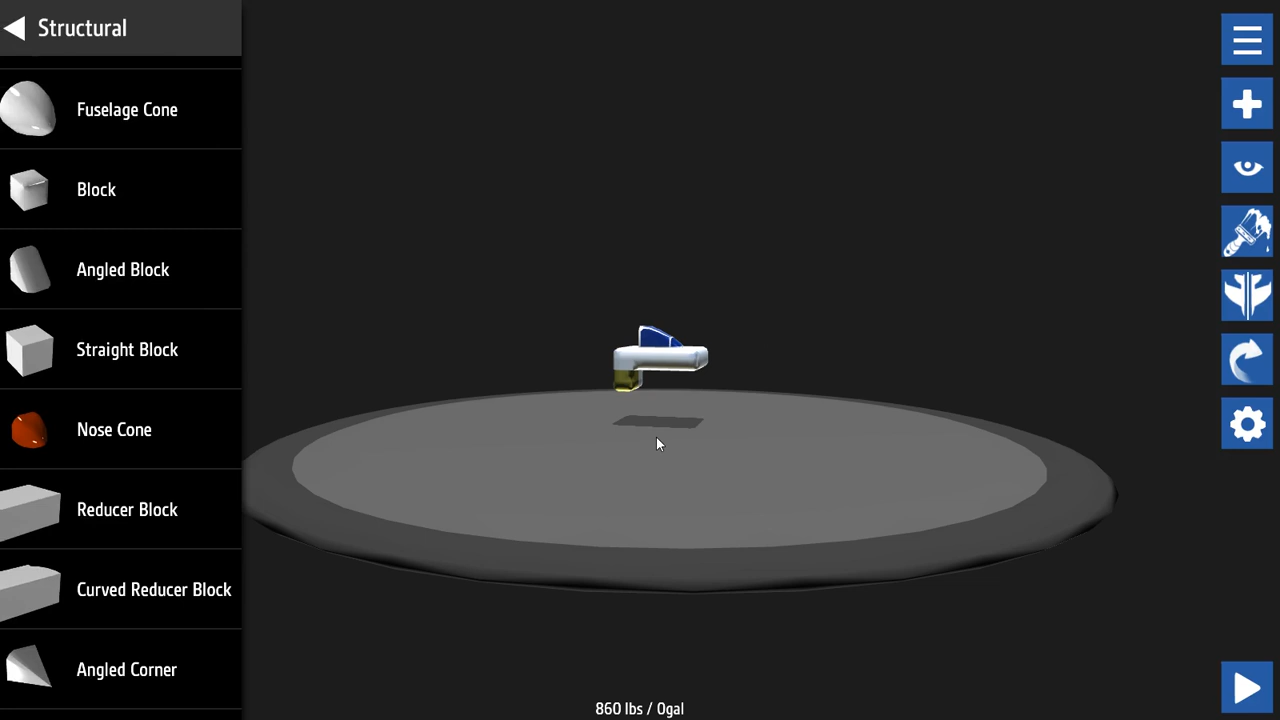 Structural
Fuselage Cone
Block
Angled Block
Straight Block
Nose Cone
Reducer Block
Curved Reducer Block
Angled Corner
860 lbs / 0gal